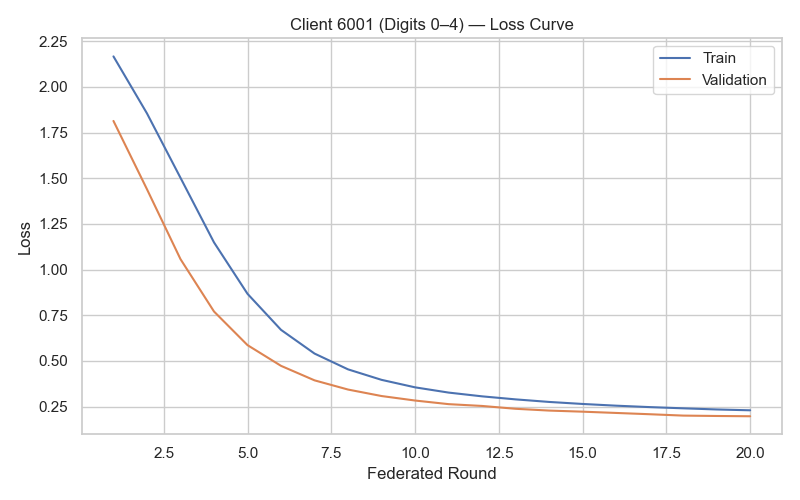 Client 6001 (Digits 0–4) — Loss Curve
2.25
2.00
1.75
1.50
1.25
1.00
0.75
0.50
0.25
Loss
Train
Validation
2.5 5.0 7.5 10.0 12.5 15.0 17.5 20.0
Federated Round